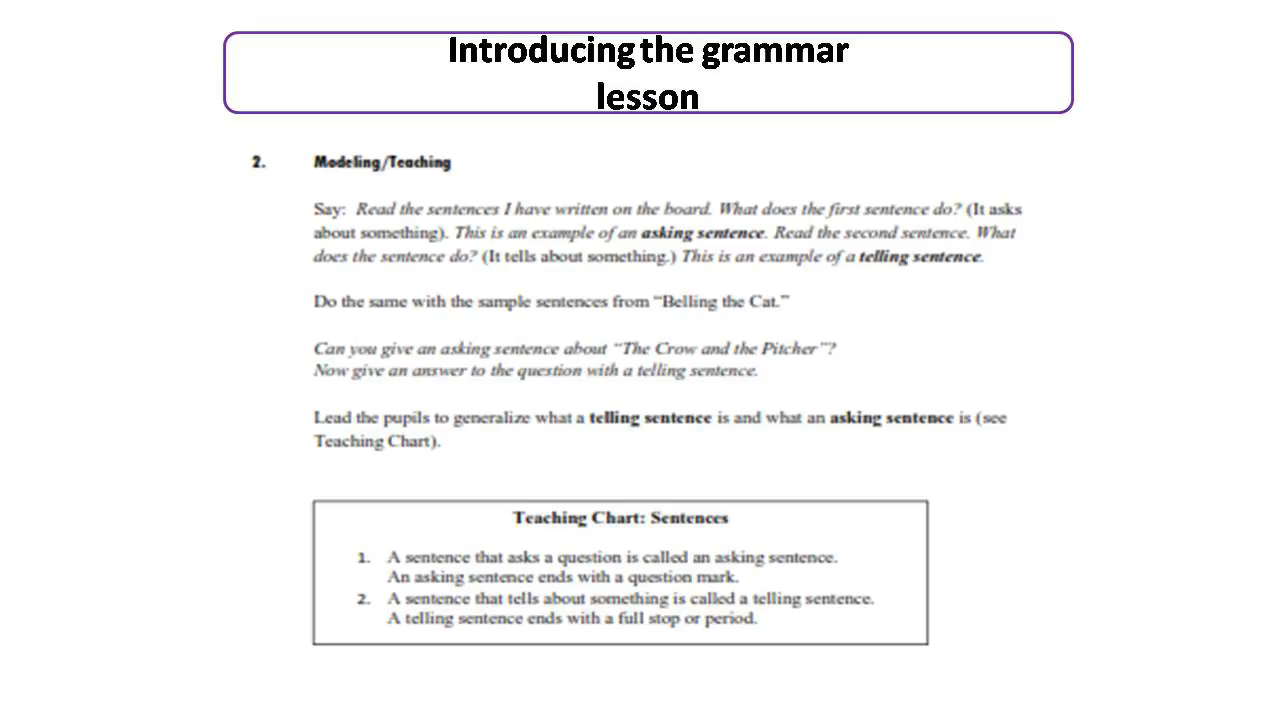 Introducing the grammar
lesson
2. Modeling/Teaching
Say: Read the sentences I have written on the board. What does the first sentence do? (It asks
about something). This is an example of an asking sentence. Read the second sentence. What
does the sentence do? (It tells about something.) This is an example of a telling sentence.
Do the same with the sample sentences from “Belling the Cat.”
Can you give an asking sentence about “The Crow and the Pitcher”?
Now give an answer to the question with a telling sentence.
Lead the pupils to generalize what a telling sentence is and what an asking sentence is (see
Teaching Chart).
Teaching Chart: Sentences
1. A sentence that asks a question is called an asking sentence.
An asking sentence ends with a question mark.
2. A sentence that tells about something is called a telling sentence.
A telling sentence ends with a full stop or period.